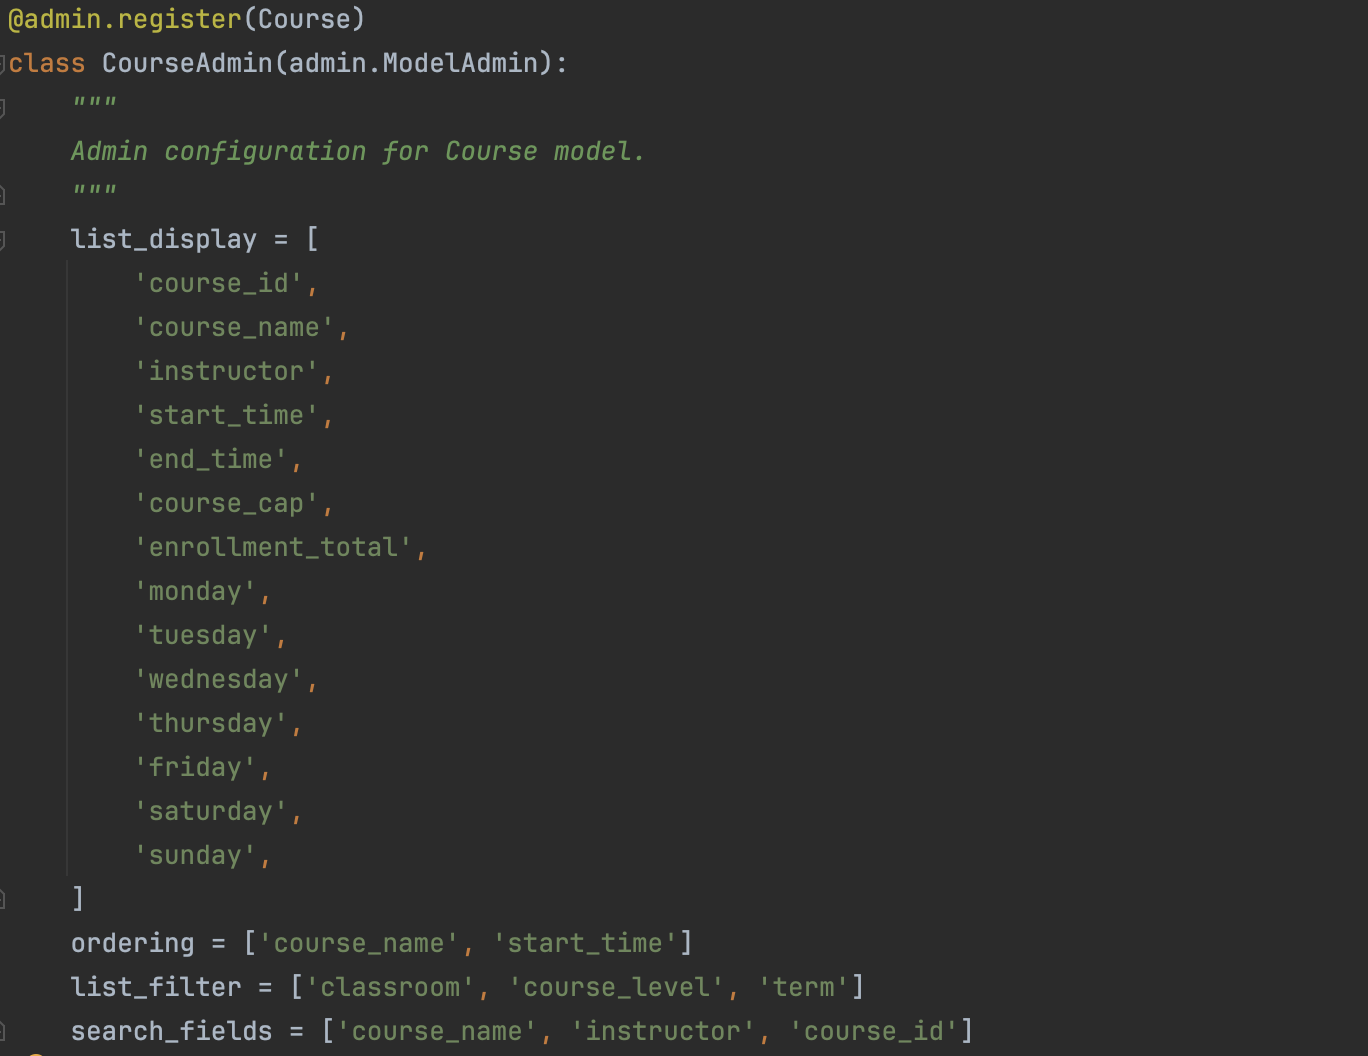 @admin.register(Course)
class CourseAdmin(admin.ModelAdmin):
    """
    Admin configuration for Course model.
    """
    list_display = [
        'course_id',
        'course_name',
        'instructor',
        'start_time',
        'end_time',
        'course_cap',
        'enrollment_total',
        'monday',
        'tuesday',
        'wednesday',
        'thursday',
        'friday',
        'saturday',
        'sunday',
    ]
    ordering = ['course_name', 'start_time']
    list_filter = ['classroom', 'course_level', 'term']
    search_fields = ['course_name', 'instructor', 'course_id']